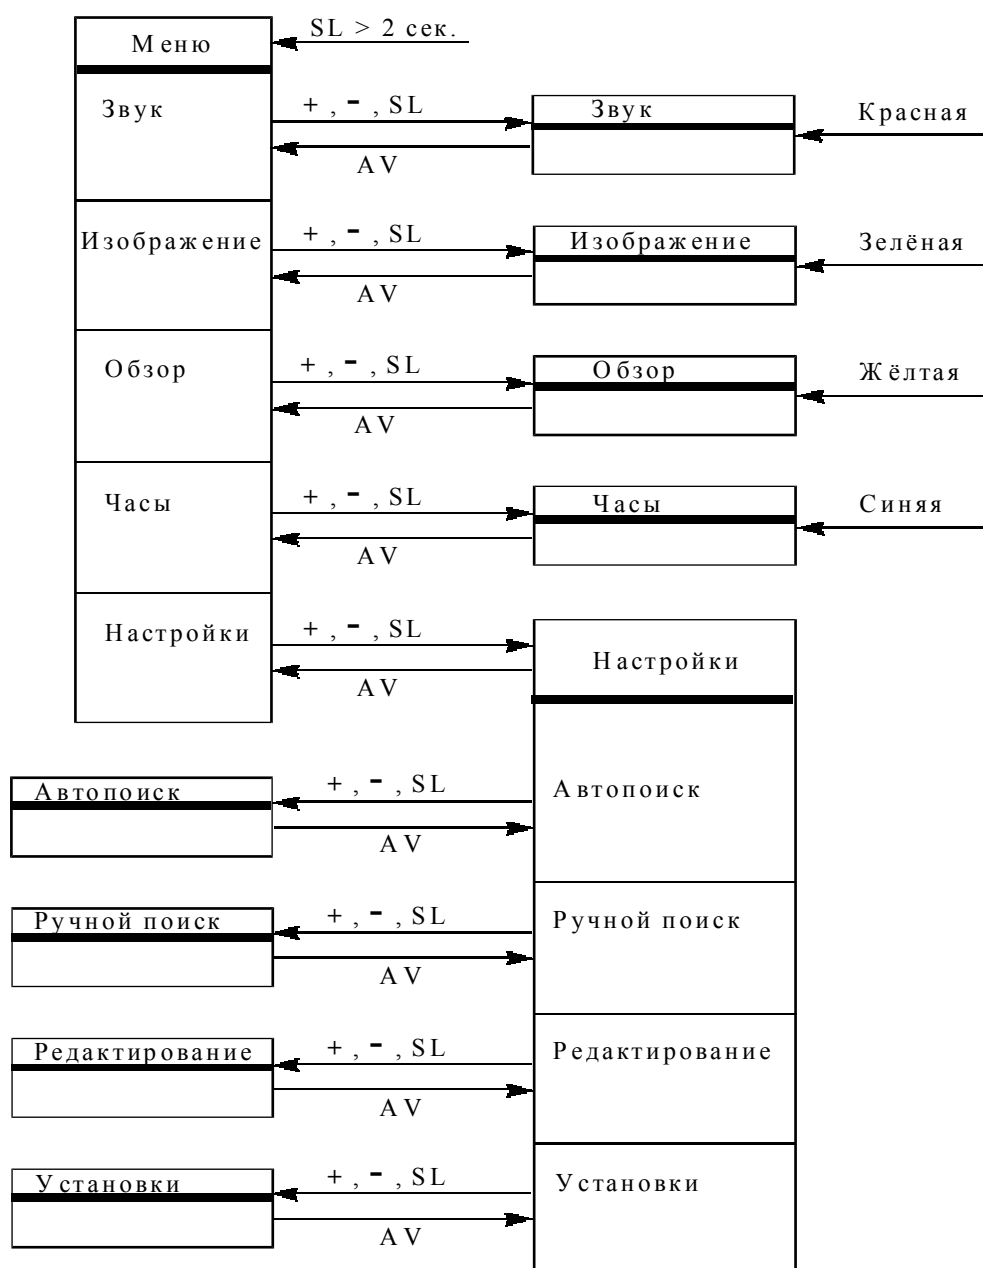 Меню
SL > 2 сек.
Звук
+ , - , SL
AV
Звук
Красная
Изображение
+ , - , SL
AV
Изображение
Зелёная
Обзор
+ , - , SL
AV
Обзор
Жёлтая
Часы
+ , - , SL
AV
Часы
Синяя
Настройки
+ , - , SL
AV
Настройки
Автопоиск
+ , - , SL
AV
Автопоиск
Ручной поиск
+ , - , SL
AV
Ручной поиск
Редактирование
+ , - , SL
AV
Редактирование
Установки
+ , - , SL
AV
Установки